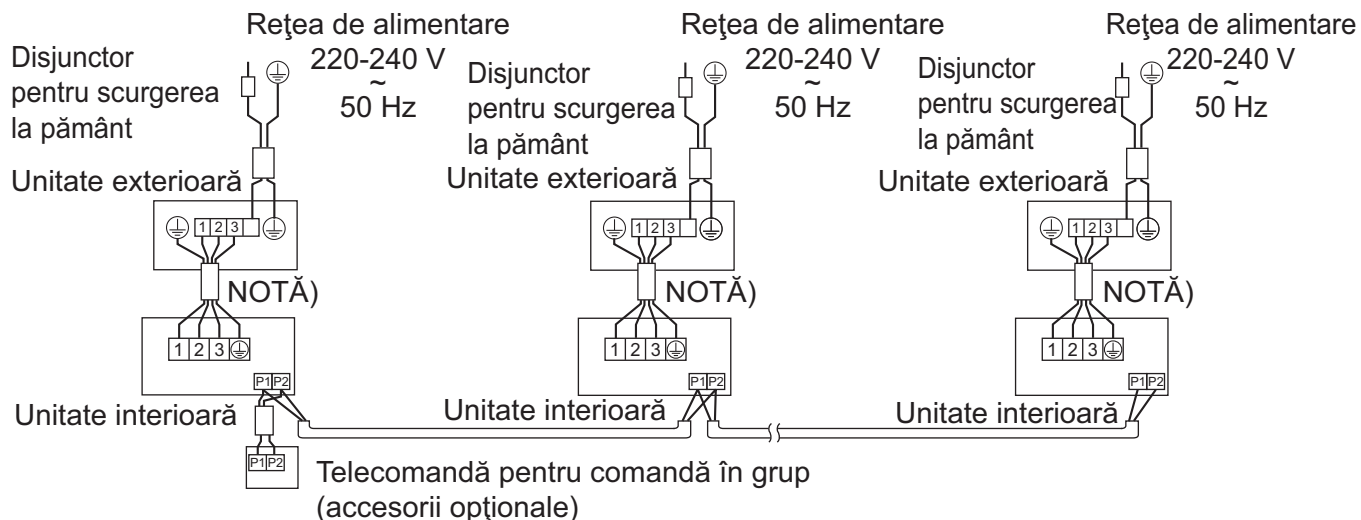 Reţea de alimentare
220-240 V
~
50 Hz
Disjunctor
pentru scurgerea
la pământ
Unitate exterioară
1 2 3
NOTĂ)
1 2 3
P1 P2
Unitate interioară
P1 P2
Telecomandă pentru comandă în grup
(accesorii opţionale)
Reţea de alimentare
220-240 V
~
50 Hz
Disjunctor
pentru scurgerea
la pământ
Unitate exterioară
1 2 3
NOTĂ)
1 2 3
P1 P2
Unitate interioară
Reţea de alimentare
220-240 V
~
50 Hz
Disjunctor
pentru scurgerea
la pământ
Unitate exterioară
1 2 3
NOTĂ)
1 2 3
P1 P2
Unitate interioară